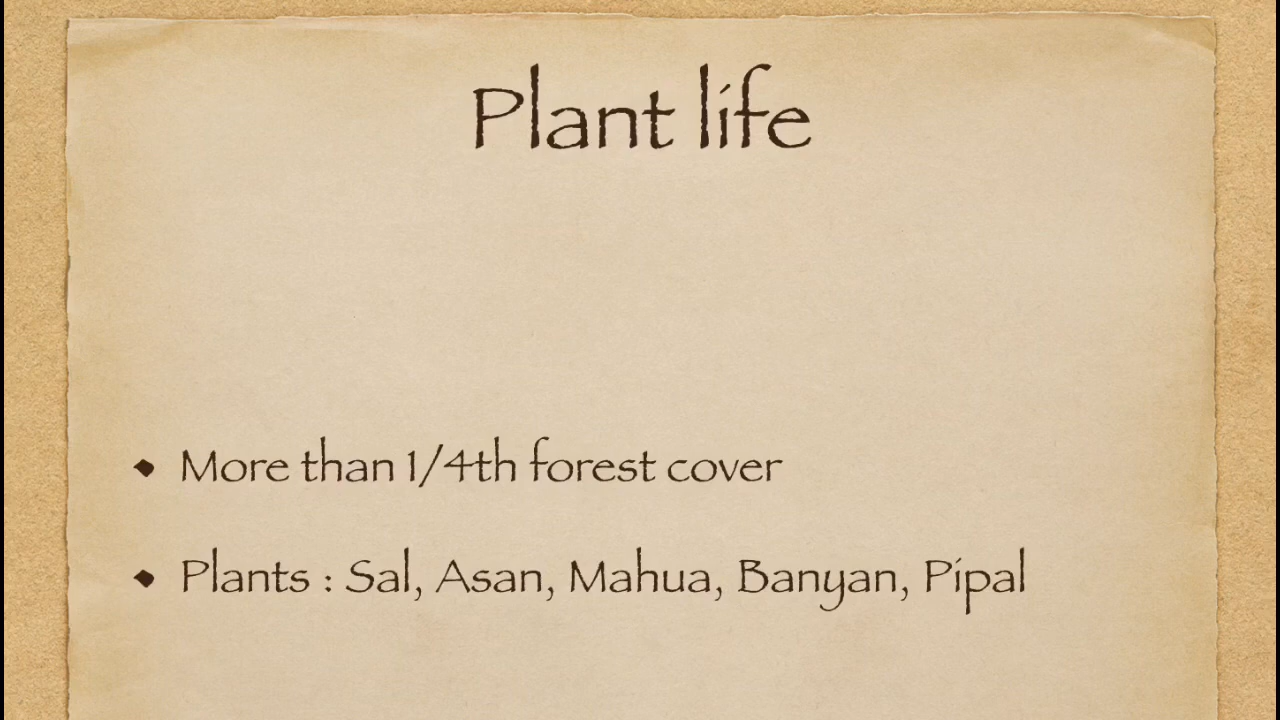 Plant life
• More than 1/4th forest cover
• Plants : Sal, Asan, Mahua, Banyan, Pipal